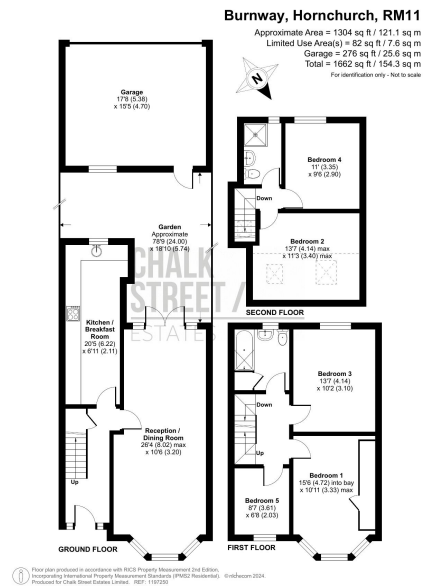 Burnway, Hornchurch, RM11
Approximate Area = 1304 sq ft / 121.1 sq m
Limited Use Area(s) = 82 sq ft / 7.6 sq m
Garage = 276 sq ft / 25.6 sq m
Total = 1662 sq ft / 154.3 sq m
For identification only - Not to scale
N
Garage
17'8 (5.38)
x 15'5 (4.70)
Bedroom 4
11' (3.35)
x 9'6 (2.90)
Down
Garden
Approximate
78'9 (24.00)
x 18'10 (5.74)
Bedroom 2
13'7 (4.14) max
x 11'3 (3.40) max
CHALK
STREET /
ESTATES
SECOND FLOOR
Kitchen /
Breakfast
Room
20'5 (6.22)
x 6'11 (2.11)
Bedroom 3
13'7 (4.14)
x 10'2 (3.10)
Down
Reception /
Dining Room
26'4 (8.02) max
x 10'6 (3.20)
Up
Up
Bedroom 1
15'6 (4.72) into bay
x 10'11 (3.33) max
Bedroom 5
8'7 (3.61)
x 6'8 (2.03)
GROUND FLOOR
FIRST FLOOR
Floor plan produced in accordance with RICS Property Measurement 2nd Edition,
Incorporating International Property Measurement Standards (IPMS2 Residential). ©nichecom 2024.
Produced for Chalk Street Estates Limited. REF: 1197250